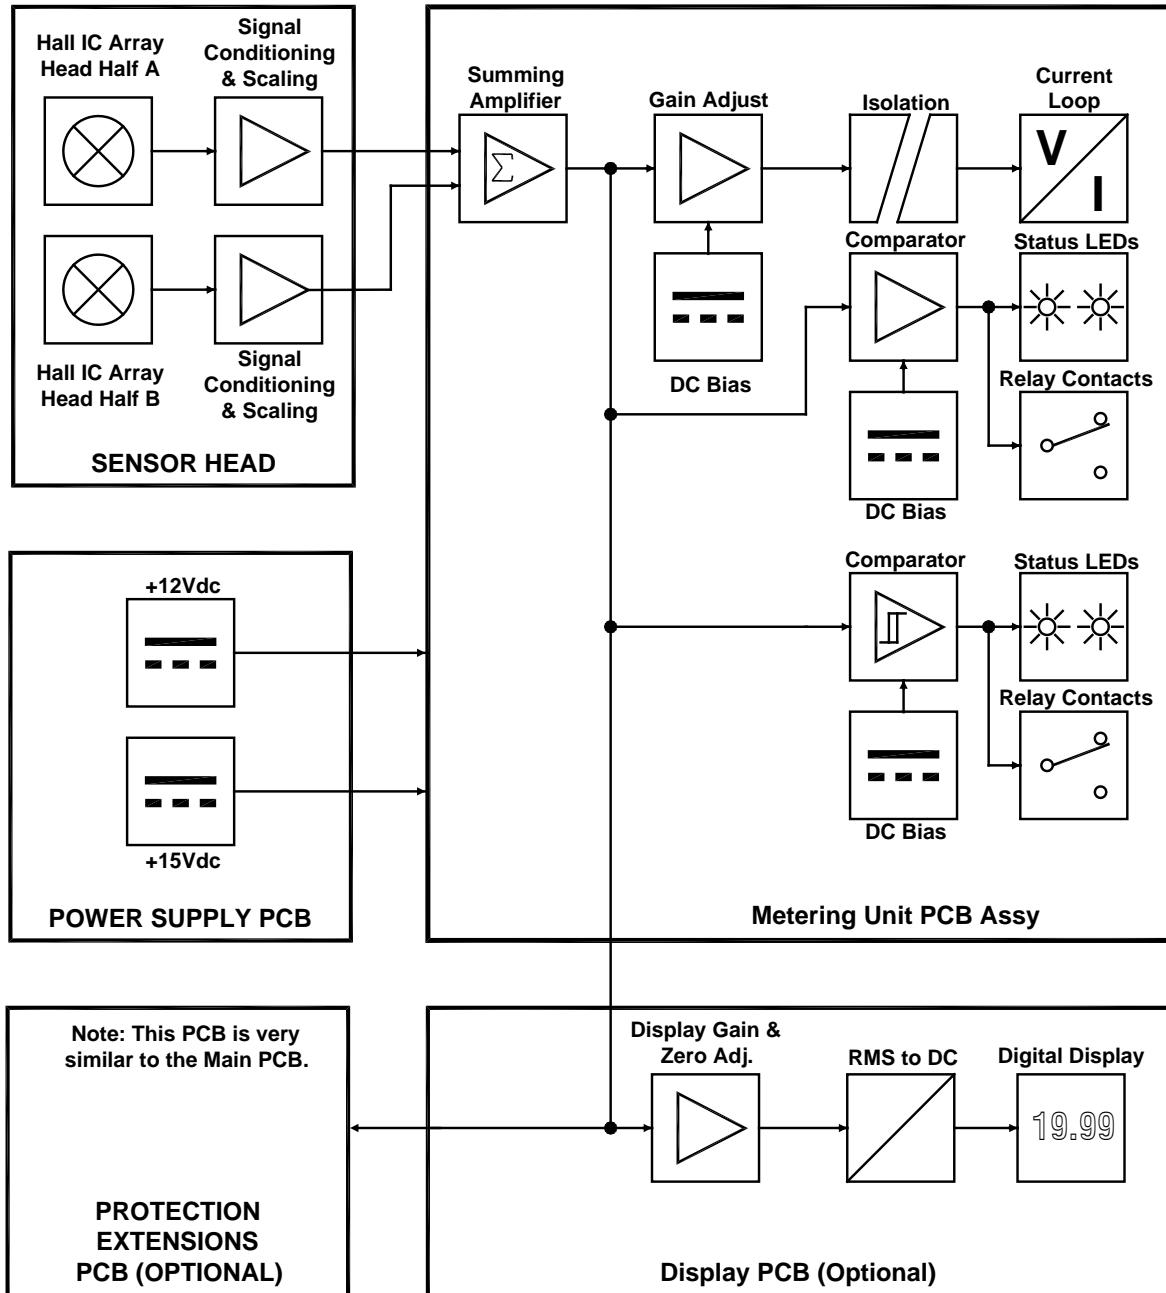 Hall IC Array
Head Half A
Signal
Conditioning
& Scaling
Hall IC Array
Head Half B
Signal
Conditioning
& Scaling
SENSOR HEAD
+12Vdc
+15Vdc
POWER SUPPLY PCB
Summing
Amplifier
Σ
Gain Adjust
Isolation
Current
Loop
V
I
DC Bias
Comparator
Status LEDs
Relay Contacts
DC Bias
Comparator
Status LEDs
Relay Contacts
DC Bias
Metering Unit PCB Assy
Note: This PCB is very
similar to the Main PCB.
PROTECTION
EXTENSIONS
PCB (OPTIONAL)
Display Gain &
Zero Adj.
RMS to DC
Digital Display
19.99
Display PCB (Optional)